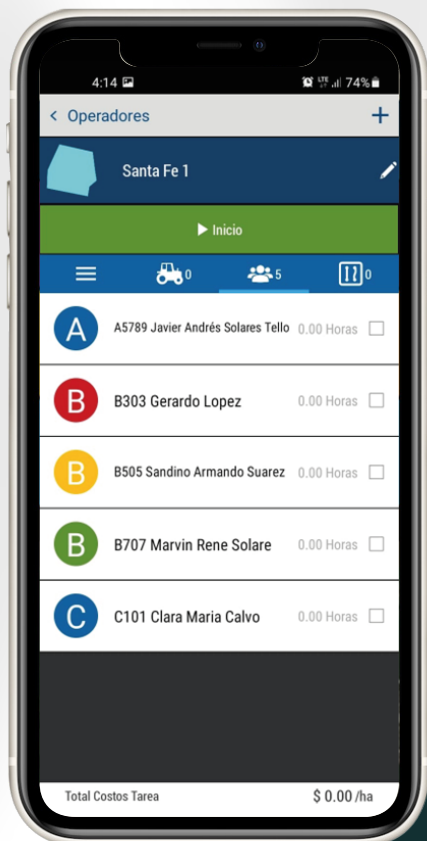 4:14 LTE 74%
< Operadores +
Santa Fe 1
Inicio
0 5 0
A A5789 Javier Andrés Solares Tello 0.00 Horas
B B303 Gerardo Lopez 0.00 Horas
B B505 Sandino Armando Suarez 0.00 Horas
B B707 Marvin Rene Solare 0.00 Horas
C C101 Clara Maria Calvo 0.00 Horas
Total Costos Tarea $ 0.00 /ha